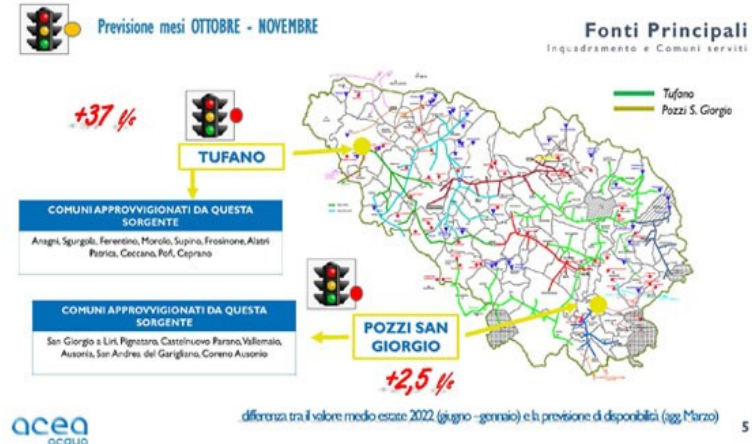 Previsione mesi OTTOBRE - NOVEMBRE
Fonti Principali
Inquadramento e Comuni serviti
+37 l/s
Tufano
Pozzi S. Giorgio
TUFANO
COMUNI APPROVVIGIONATI DA QUESTA
SORGENTE
Anagni, Sgurgola, Ferentino, Morolo, Supino, Frosinone, Alatri
Patrica, Ceccano, Pofi, Ceprano
COMUNI APPROVVIGIONATI DA QUESTA
SORGENTE
San Giorgio a Liri, Pignataro, Castelnuovo Parano, Vallemaio,
Ausonia, San Andrea del Garigliano, Coreno Ausonio
POZZI SAN
GIORGIO
+2,5 l/s
differenza tra il valore medio estate 2022 (giugno –gennaio) e la previsione di disponibilità (agg. Marzo)
acea
acqua
5